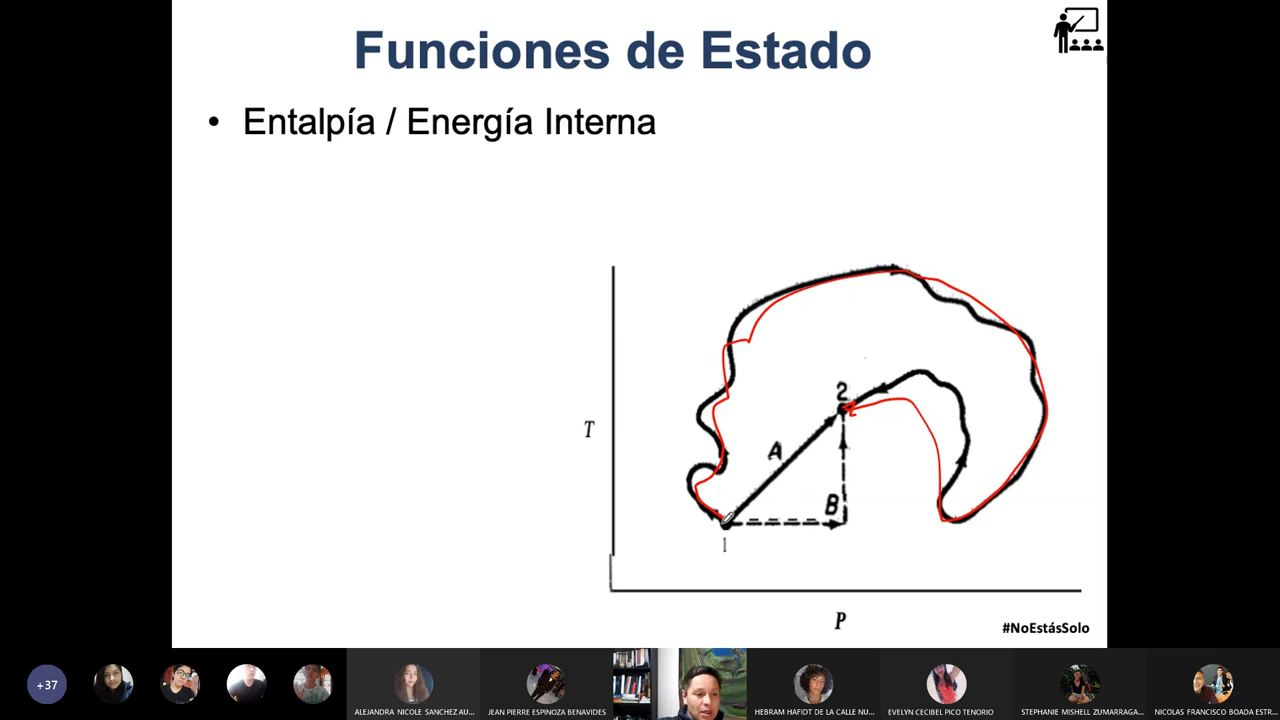 Funciones de Estado
• Entalpía / Energía Interna
2
T
A
B
1
P
#NoEstásSolo
+37
ALEJANDRA NICOLE SANCHEZ AU...
JEAN PIERRE ESPINOZA BENAVIDES
HEBRAM HAFIDT DE LA CALLE NU...
EVELYN CECIBEL PICO TENORIO
STEPHANIE MISHELL ZUMARRAGA...
NICOLAS FRANCISCO BOADA ESTR...